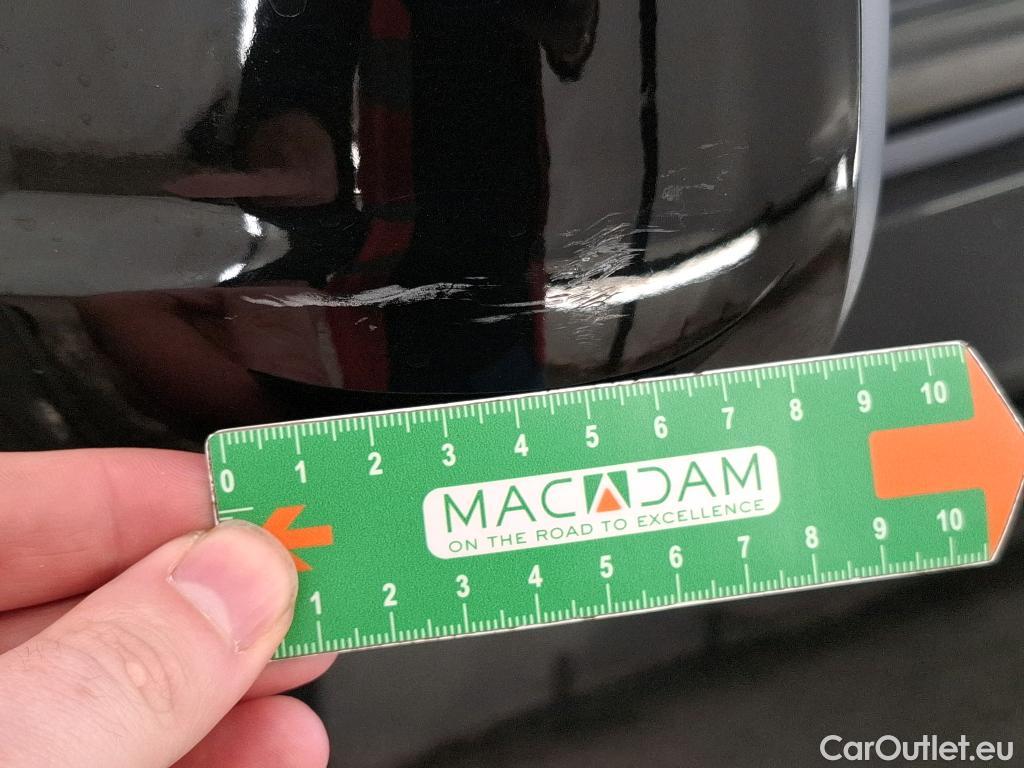 0 1 2 3 4 5 6 7 8 9 10
MACADAM
ON THE ROAD TO EXCELLENCE
1 2 3 4 5 6 7 8 9 10
CarOutlet.eu